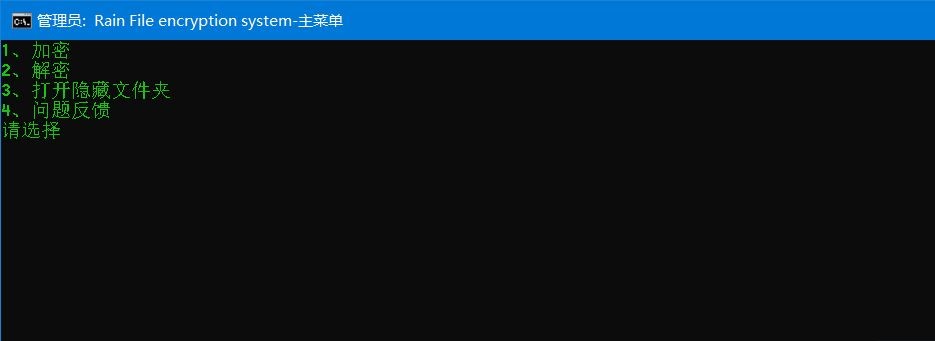 管理员: Rain File encryption system-主菜单
1、加密
2、解密
3、打开隐藏文件夹
4、问题反馈
请选择